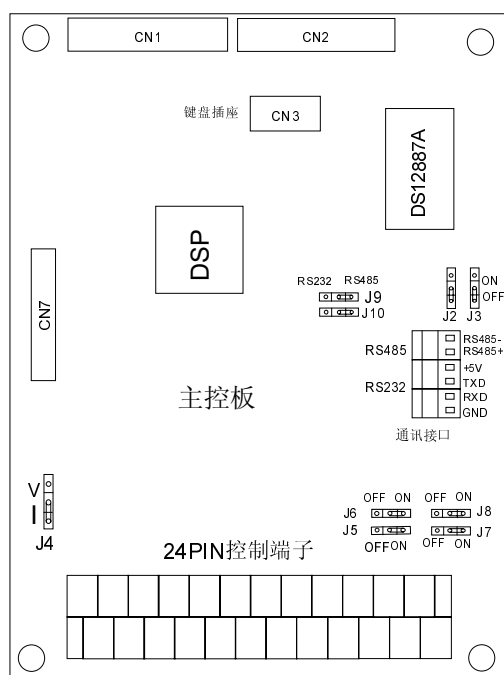 CN1
CN2
键盘插座
CN3
DS12887A
DSP
CN7
RS232 RS485
J9
J10
ON
OFF
J2 J3
RS485
RS485-
RS485+
RS232
+5V
TXD
RXD
GND
主控板
通讯接口
V
I
J4
OFF ON OFF ON
J6 J8
J5 J7
OFF ON OFF ON
24PIN控制端子